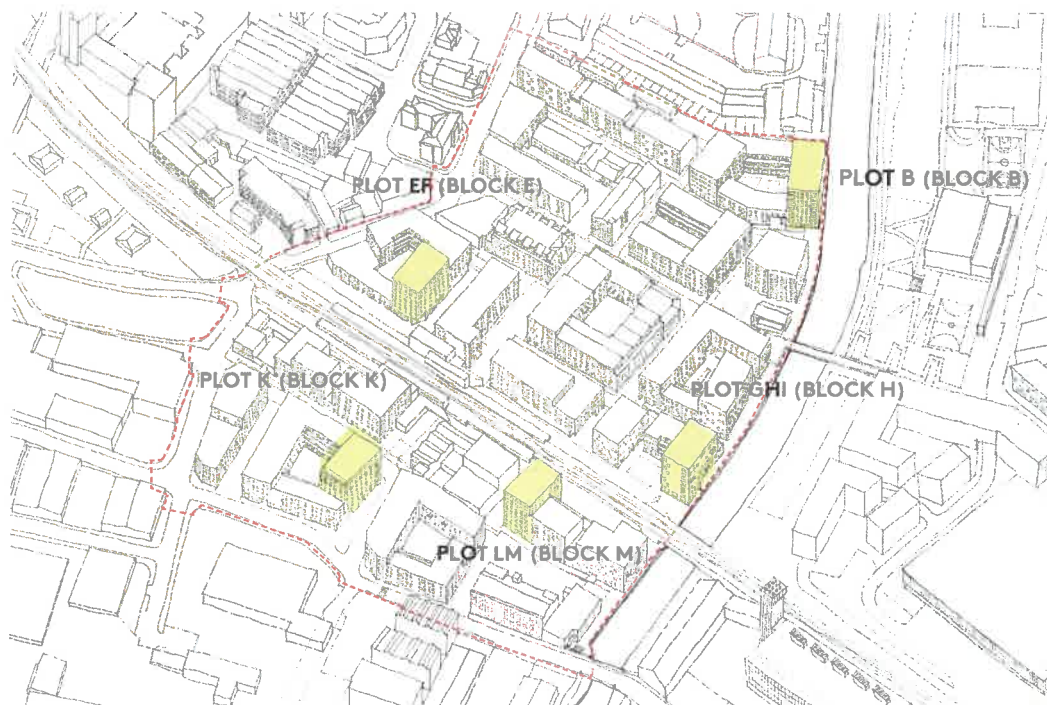 PLOT EF (BLOCK E)
PLOT B (BLOCK B)
PLOT K (BLOCK K)
PLOT GHI (BLOCK H)
PLOT LM (BLOCK M)